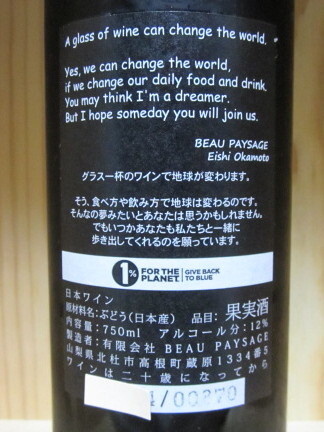 A glass of wine can change the world.
Yes, we can change the world,
if we change our daily food and drink.
You may think I'm a dreamer.
But I hope someday you will join us.
BEAU PAYSAGE
Eishi Okamoto
グラス一杯のワインで地球が変わります。
そう、食べ方や飲み方で地球は変わるのです。
そんなの夢みたいとあなたは思うかもしれません。
でもいつかあなたも私たちと一緒に
歩き出してくれるのを願っています。
1% FOR THE PLANET. GIVE BACK TO BLUE
日本ワイン
原材料名:ぶどう(日本産) 品目:果実酒
内容量:750ml アルコール分:12%
製造者:有限会社 BEAU PAYSAGE
山梨県北杜市高根町蔵原1334番5
ワインは二十歳になってから
/00270